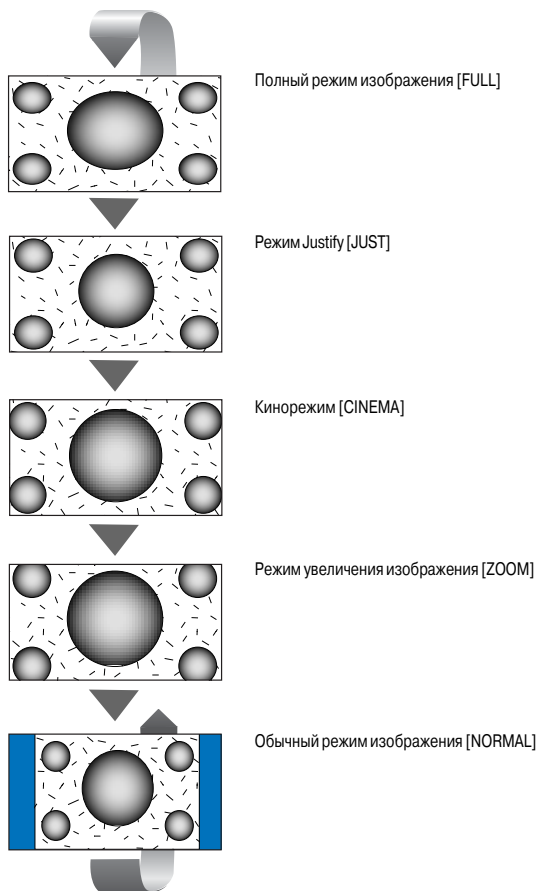 Полный режим изображения [FULL]
Режим Justify [JUST]
Кинорежим [CINEMA]
Режим увеличения изображения [ZOOM]
Обычный режим изображения [NORMAL]